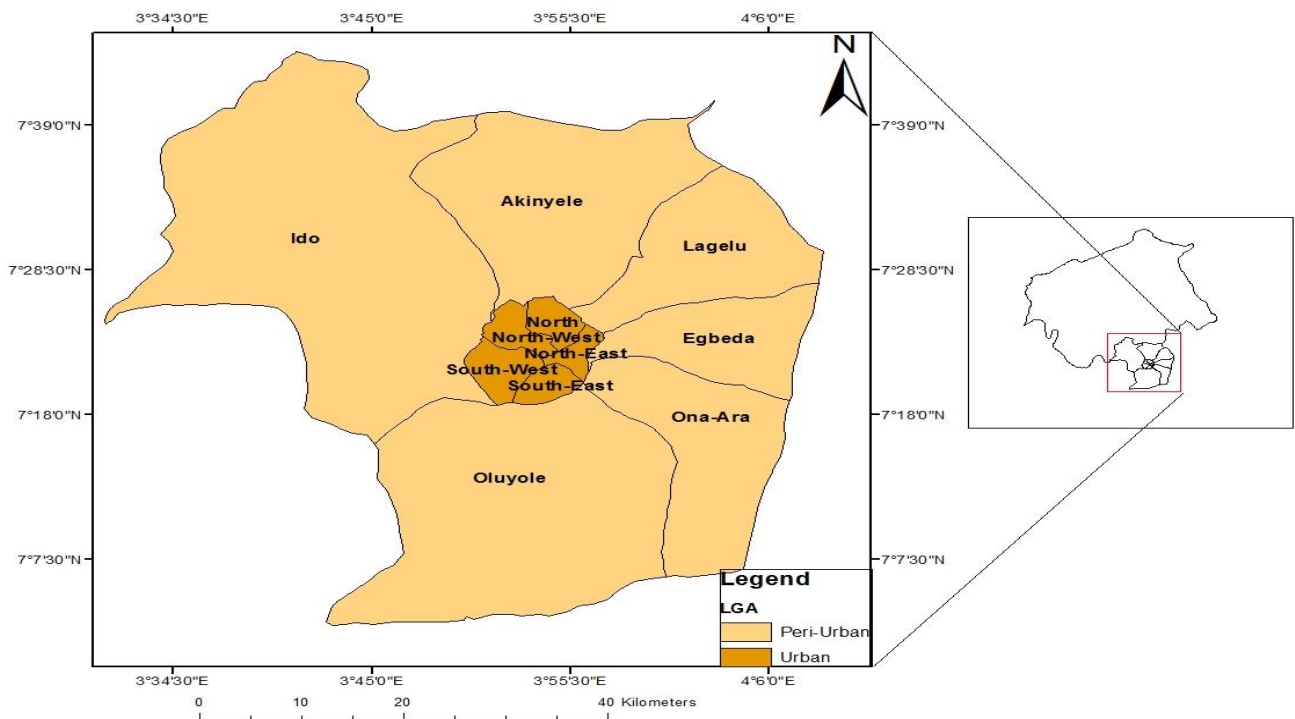 3°34'30"E 3°45'0"E 3°55'30"E 4°6'0"E
N
7°39'0"N 7°39'0"N
Akinyele
Ido
Lagelu
7°28'30"N 7°28'30"N
North
North-West
Egbeda
North-East
South-West
South-East
7°18'0"N 7°18'0"N
Ona-Ara
Oluyole
7°7'30"N 7°7'30"N
Legend
LGA
Peri-Urban
Urban
3°34'30"E 3°45'0"E 3°55'30"E 4°6'0"E
0 10 20 40 Kilometers